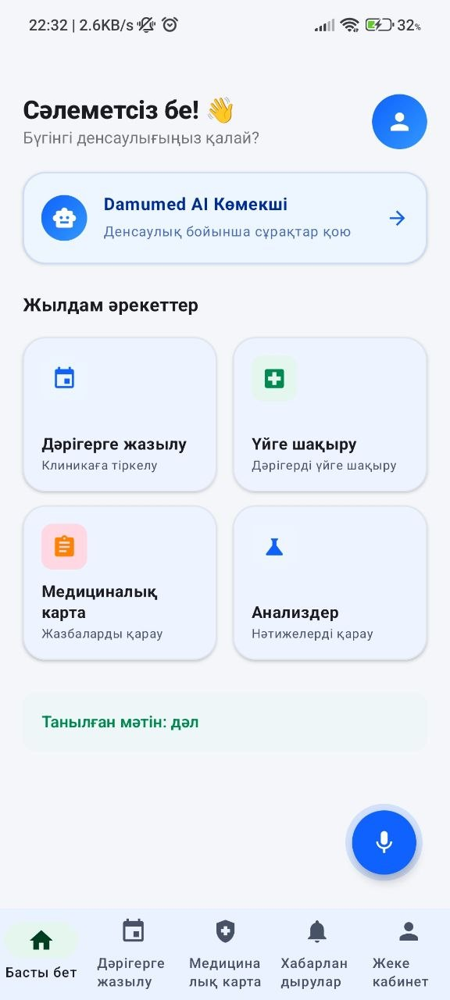 22:32 | 2.6KB/s 32%
Сәлеметсіз бе! 👋
Бүгінгі денсаулығыңыз қалай?
Damumed AI Көмекші
Денсаулық бойынша сұрақтар қою
Жылдам әрекеттер
Дәрігерге жазылу
Клиникаға тіркелу
Үйге шақыру
Дәрігерді үйге шақыру
Медициналық
карта
Жазбаларды қарау
Анализдер
Нәтижелерді қарау
Танылған мәтін: дәл
Басты бет
Дәрігерге
жазылу
Медицина
лық карта
Хабарлан
дырулар
Жеке
кабинет